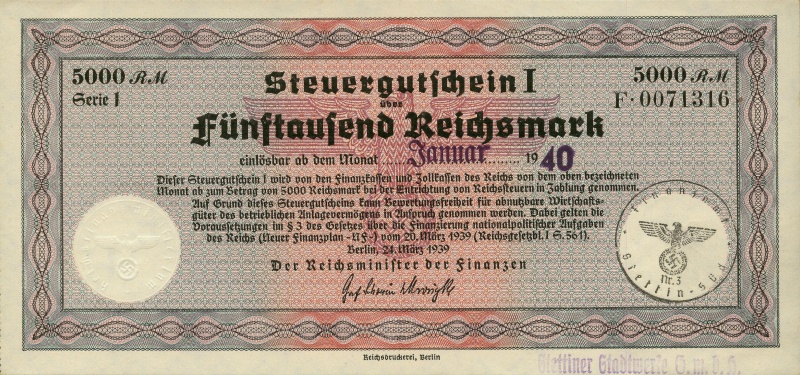 5000 RM
Steuergutschein I
5000 RM
Serie I
über
F·0071316
Fünftausend Reichsmark
einlösbar ab dem Monat Januar 1940
Dieser Steuergutschein I wird von den Finanzkassen und Zollkassen des Reichs von dem oben bezeichneten
Monat ab zum Betrag von 5000 Reichsmark bei der Entrichtung von Reichssteuern in Zahlung genommen.
Auf Grund dieses Steuergutscheins kann Bewertungsfreiheit für abnutzbare Wirtschafts-
güter des betrieblichen Anlagevermögens in Anspruch genommen werden. Dabei gelten die
Voraussetzungen im § 3 des Gesetzes über die Finanzierung nationalpolitischer Aufgaben
des Reichs (Neuer Finanzplan - NF-) vom 20. März 1939 (Reichsgesetzbl. I S. 561).
Berlin, 24. März 1939
Der Reichsminister der Finanzen
Finanzamt
Nr. 3
Stettin-Süd
Reichsdruckerei, Berlin
Stettiner Stadtwerke G.m.b.H.